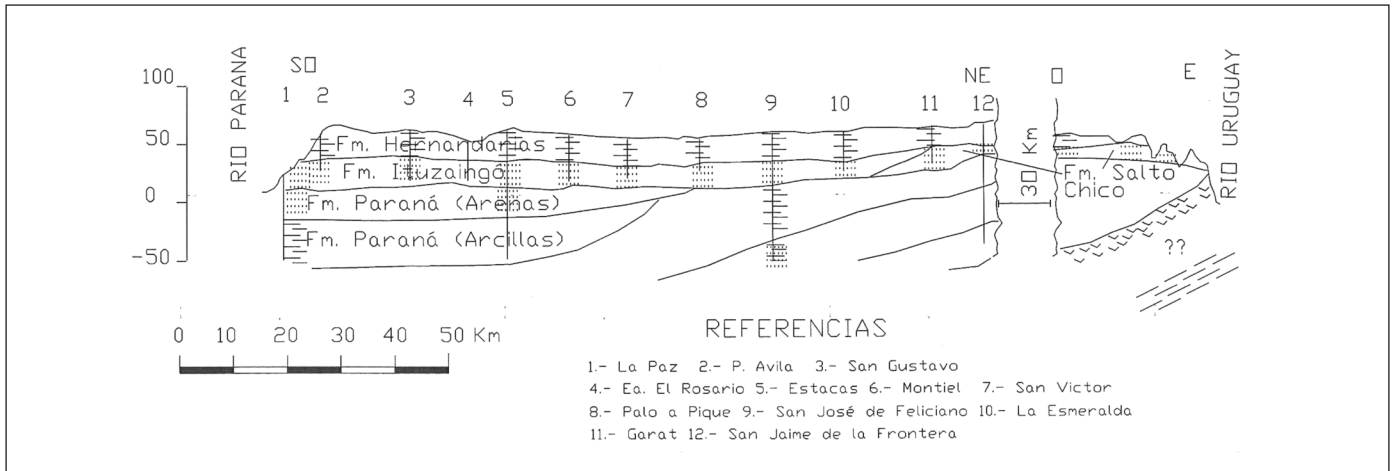 RIO PARANA
SO
NE
O
E
RIO URUGUAY
100
50
0
-50
1 2 3 4 5 6 7 8 9 10 11 12
30 Km
Fm. Hernandarias
Fm. Ituzaingó
Fm. Paraná (Arenas)
Fm. Paraná (Arcillas)
Fm. Salto
Chico
??
0 10 20 30 40 50 Km
REFERENCIAS
1.- La Paz 2.- P. Avila 3.- San Gustavo
4.- Ea. El Rosario 5.- Estacas 6.- Montiel 7.- San Victor
8.- Palo a Pique 9.- San José de Feliciano 10.- La Esmeralda
11.- Garat 12.- San Jaime de la Frontera